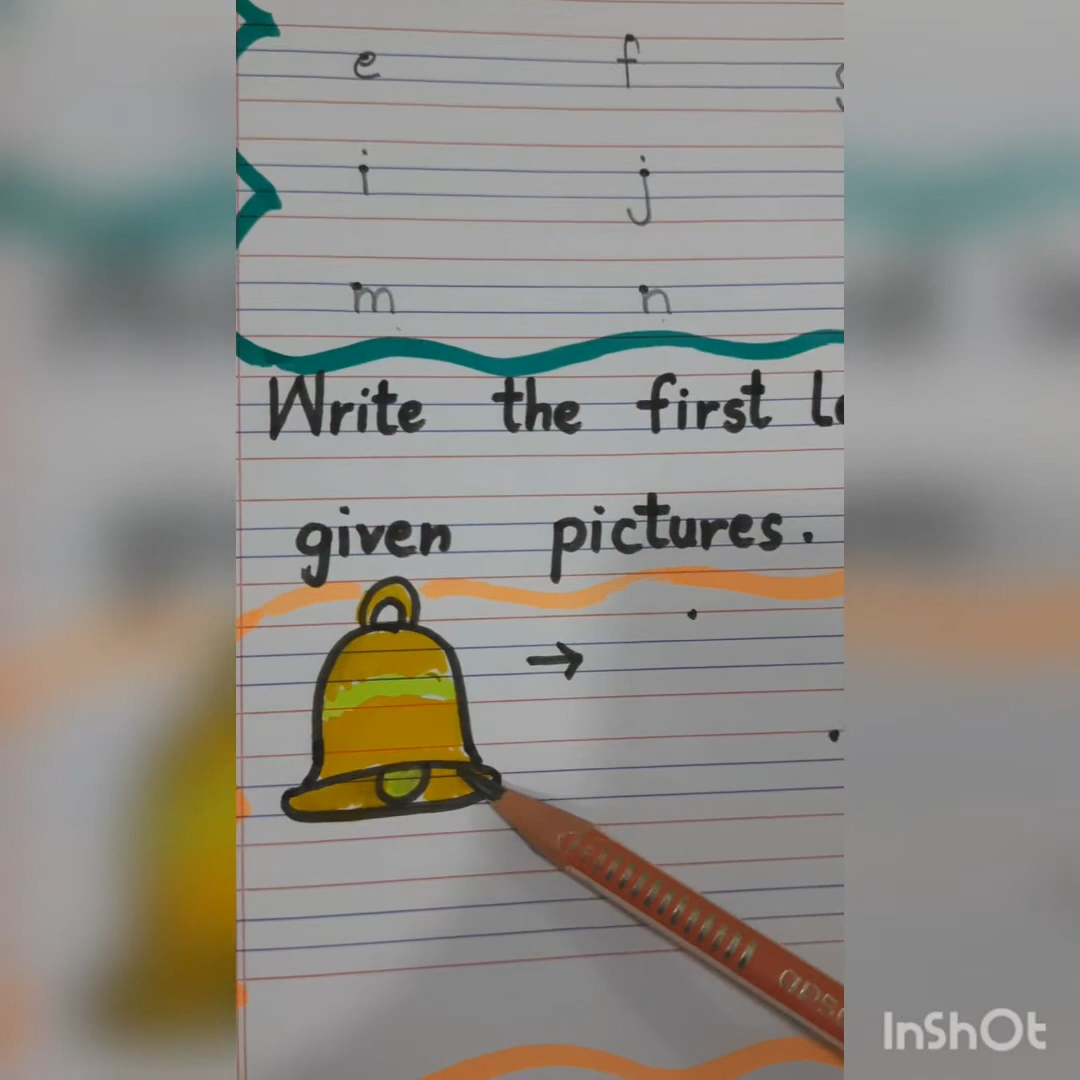 e f
i j
m n
Write the first
given pictures.
→
InShOt